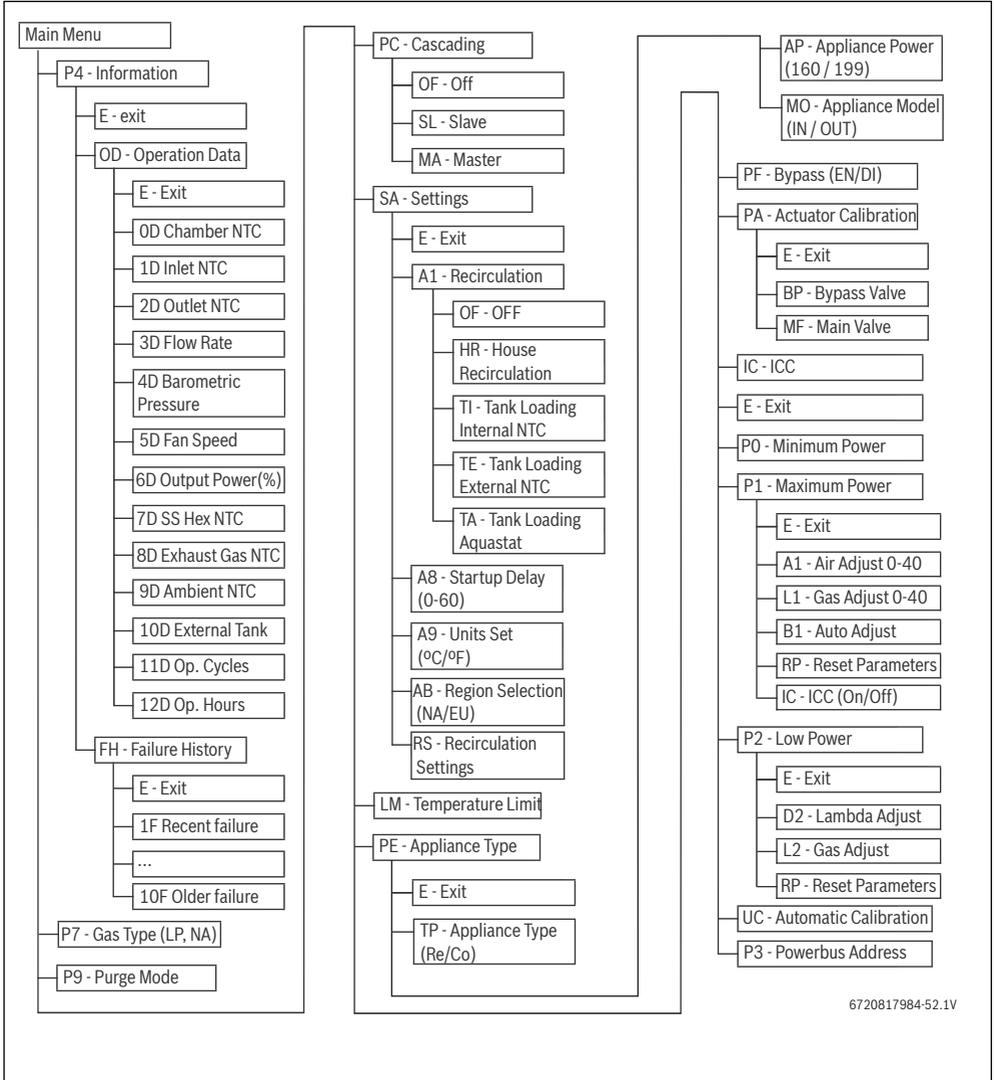 Main Menu
P4 - Information
E - exit
OD - Operation Data
E - Exit
0D Chamber NTC
1D Inlet NTC
2D Outlet NTC
3D Flow Rate
4D Barometric
Pressure
5D Fan Speed
6D Output Power(%)
7D SS Hex NTC
8D Exhaust Gas NTC
9D Ambient NTC
10D External Tank
11D Op. Cycles
12D Op. Hours
FH - Failure History
E - Exit
1F Recent failure
...
10F Older failure
P7 - Gas Type (LP, NA)
P9 - Purge Mode
PC - Cascading
OF - Off
SL - Slave
MA - Master
SA - Settings
E - Exit
A1 - Recirculation
OF - OFF
HR - House
Recirculation
TI - Tank Loading
Internal NTC
TE - Tank Loading
External NTC
TA - Tank Loading
Aquastat
A8 - Startup Delay
(0-60)
A9 - Units Set
(ºC/ºF)
AB - Region Selection
(NA/EU)
RS - Recirculation
Settings
LM - Temperature Limit
PE - Appliance Type
E - Exit
TP - Appliance Type
(Re/Co)
AP - Appliance Power
(160 / 199)
MO - Appliance Model
(IN / OUT)
PF - Bypass (EN/DI)
PA - Actuator Calibration
E - Exit
BP - Bypass Valve
MF - Main Valve
IC - ICC
E - Exit
P0 - Minimum Power
P1 - Maximum Power
E - Exit
A1 - Air Adjust 0-40
L1 - Gas Adjust 0-40
B1 - Auto Adjust
RP - Reset Parameters
IC - ICC (On/Off)
P2 - Low Power
E - Exit
D2 - Lambda Adjust
L2 - Gas Adjust
RP - Reset Parameters
UC - Automatic Calibration
P3 - Powerbus Address
6720817984-52.1V